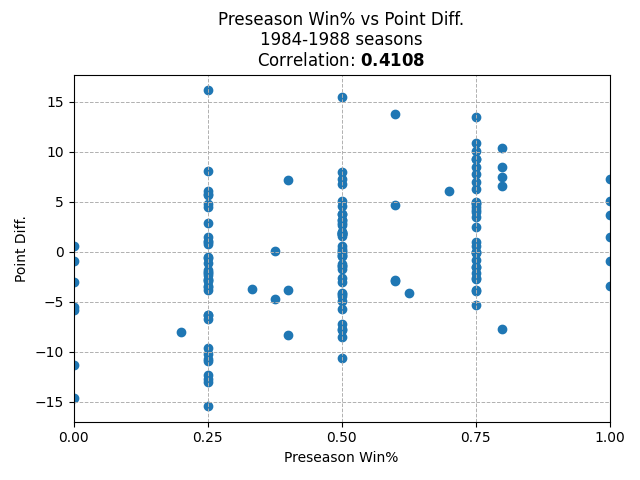 Preseason Win% vs Point Diff.
1984-1988 seasons
Correlation: 0.4108
Point Diff.
15
10
5
0
−5
−10
−15
0.00 0.25 0.50 0.75 1.00
Preseason Win%